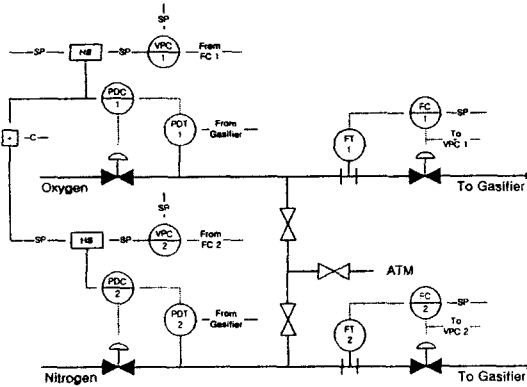 SP
SP HS SP VPC 1 From FC 1
PDC 1
FC 1 SP
+ C
PDT 1 From Gasifier
FT 1
To VPC 1
Oxygen
To Gasifier
SP
SP HS SP VPC 2 From FC 2
ATM
PDC 2
FC 2 SP
PDT 2 From Gasifier
FT 2
To VPC 2
Nitrogen
To Gasifier